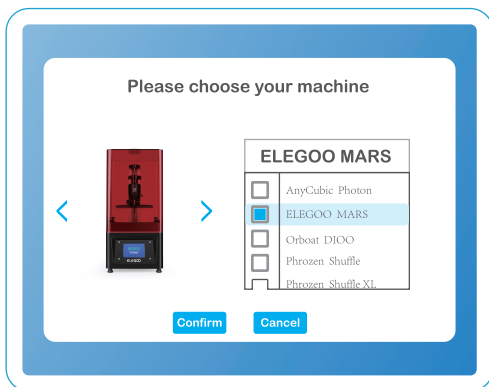 Please choose your machine
ELEGOO MARS
AnyCubic Photon
ELEGOO MARS
Orboat DIOO
Phrozen Shuffle
Phrozen Shuffle XL
ELEGOO
Confirm
Cancel